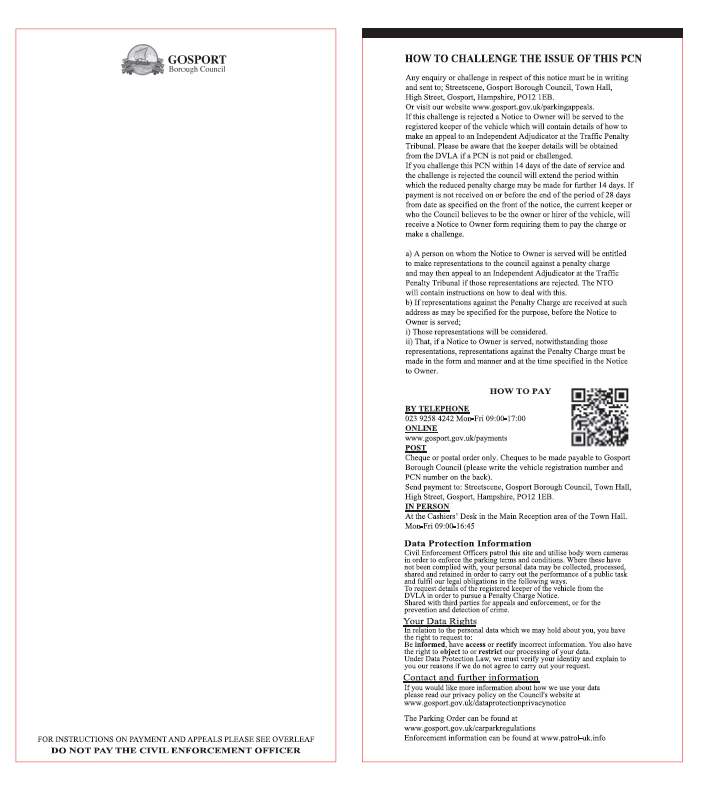 GOSPORT
Borough Council
FOR INSTRUCTIONS ON PAYMENT AND APPEALS PLEASE SEE OVERLEAF
DO NOT PAY THE CIVIL ENFORCEMENT OFFICER
HOW TO CHALLENGE THE ISSUE OF THIS PCN
Any enquiry or challenge in respect of this notice must be in writing
and sent to; Streetscene, Gosport Borough Council, Town Hall,
High Street, Gosport, Hampshire, PO12 1EB.
Or visit our website www.gosport.gov.uk/parkingappeals.
If this challenge is rejected a Notice to Owner will be served to the
registered keeper of the vehicle which will contain details of how to
make an appeal to an Independent Adjudicator at the Traffic Penalty
Tribunal. Please be aware that the keeper details will be obtained
from the DVLA if a PCN is not paid or challenged.
If you challenge this PCN within 14 days of the date of service and
the challenge is rejected the council will extend the period within
which the reduced penalty charge may be made for further 14 days. If
payment is not received on or before the end of the period of 28 days
from date as specified on the front of the notice, the current keeper or
who the Council believes to be the owner or hirer of the vehicle, will
receive a Notice to Owner form requiring them to pay the charge or
make a challenge.
a) A person on whom the Notice to Owner is served will be entitled
to make representations to the council against a penalty charge
and may then appeal to an Independent Adjudicator at the Traffic
Penalty Tribunal if those representations are rejected. The NTO
will contain instructions on how to deal with this.
b) If representations against the Penalty Charge are received at such
address as may be specified for the purpose, before the Notice to
Owner is served;
i) Those representations will be considered.
ii) That, if a Notice to Owner is served, notwithstanding those
representations, representations against the Penalty Charge must be
made in the form and manner and at the time specified in the Notice
to Owner.
HOW TO PAY
BY TELEPHONE
023 9258 4242 Mon-Fri 09:00-17:00
ONLINE
www.gosport.gov.uk/payments
POST
Cheque or postal order only. Cheques to be made payable to Gosport
Borough Council (please write the vehicle registration number and
PCN number on the back).
Send payment to: Streetscene, Gosport Borough Council, Town Hall,
High Street, Gosport, Hampshire, PO12 1EB.
IN PERSON
At the Cashiers' Desk in the Main Reception area of the Town Hall.
Mon-Fri 09:00-16:45
Data Protection Information
Civil Enforcement Officers patrol this site and utilise body worn cameras
in order to enforce the parking terms and conditions. Where these have
not been complied with, your personal data may be collected, processed,
shared and retained in order to carry out the performance of a public task
and fulfil our legal obligations in the following ways.
To request details of the registered keeper of the vehicle from the
DVLA in order to pursue a Penalty Charge Notice.
Shared with third parties for appeals and enforcement, or for the
prevention and detection of crime.
Your Data Rights
In relation to the personal data which we may hold about you, you have
the right to request to:
Be informed, have access or rectify incorrect information. You also have
the right to object to or restrict our processing of your data.
Under Data Protection Law, we must verify your identity and explain to
you our reasons if we do not agree to carry out your request.
Contact and further information
If you would like more information about how we use your data
please read our privacy policy on the Council's website at
www.gosport.gov.uk/dataprotectionprivacynotice
The Parking Order can be found at
www.gosport.gov.uk/carparkregulations
Enforcement information can be found at www.patrol-uk.info